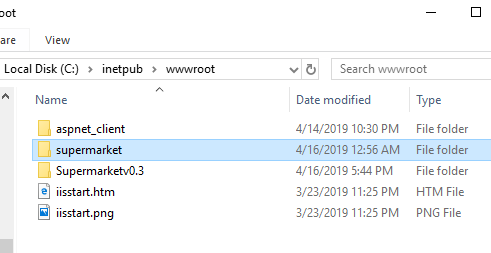 root
are View
Local Disk (C:) › inetpub › wwwroot Search wwwroot
Name Date modified Type
aspnet_client 4/14/2019 10:30 PM File folder
supermarket 4/16/2019 12:56 AM File folder
Supermarketv0.3 4/16/2019 5:44 PM File folder
iisstart.htm 3/23/2019 11:25 PM HTM File
iisstart.png 3/23/2019 11:25 PM PNG File